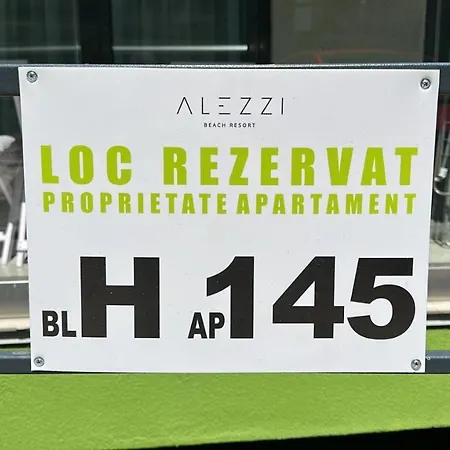 ALEZZI
BEACH RESORT
LOC REZERVAT
PROPRIETATE APARTAMENT
BL H AP 145